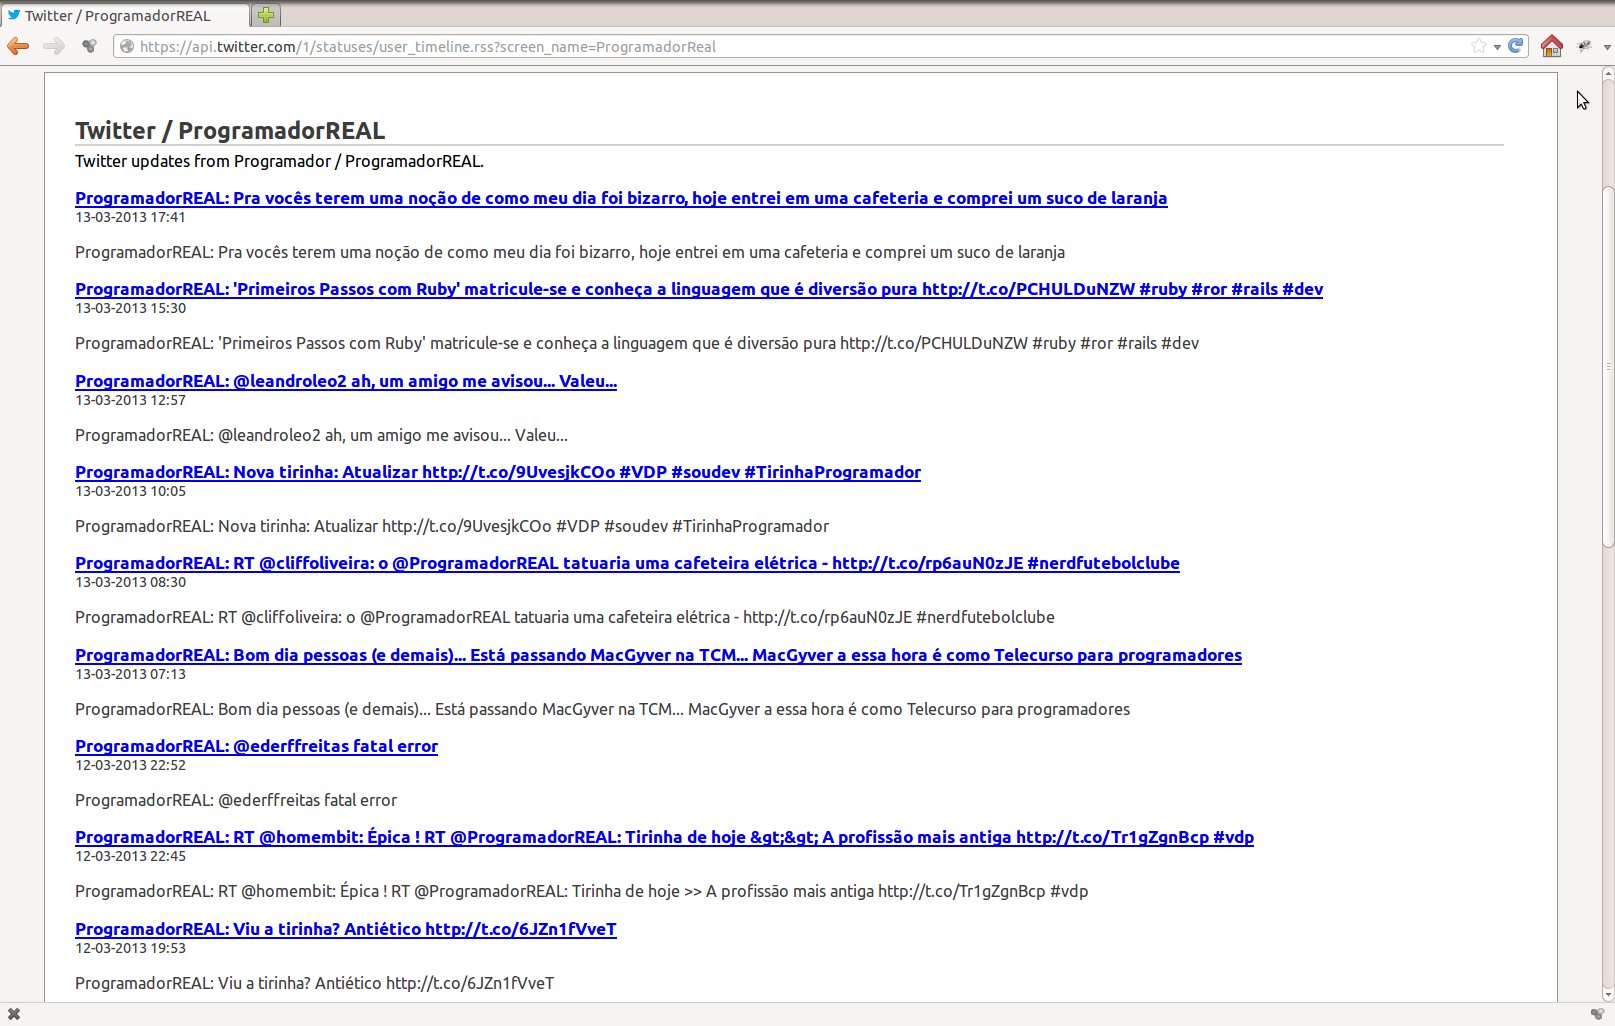 Twitter / ProgramadorREAL
https://api.twitter.com/1/statuses/user_timeline.rss?screen_name=ProgramadorReal
Twitter / ProgramadorREAL
Twitter updates from Programador / ProgramadorREAL.
ProgramadorREAL: Pra vocês terem uma noção de como meu dia foi bizarro, hoje entrei em uma cafeteria e comprei um suco de laranja
13-03-2013 17:41
ProgramadorREAL: Pra vocês terem uma noção de como meu dia foi bizarro, hoje entrei em uma cafeteria e comprei um suco de laranja
ProgramadorREAL: 'Primeiros Passos com Ruby' matricule-se e conheça a linguagem que é diversão pura http://t.co/PCHULDuNZW #ruby #ror #rails #dev
13-03-2013 15:30
ProgramadorREAL: 'Primeiros Passos com Ruby' matricule-se e conheça a linguagem que é diversão pura http://t.co/PCHULDuNZW #ruby #ror #rails #dev
ProgramadorREAL: @leandroleo2 ah, um amigo me avisou... Valeu...
13-03-2013 12:57
ProgramadorREAL: @leandroleo2 ah, um amigo me avisou... Valeu...
ProgramadorREAL: Nova tirinha: Atualizar http://t.co/9UvesjkCOo #VDP #soudev #TirinhaProgramador
13-03-2013 10:05
ProgramadorREAL: Nova tirinha: Atualizar http://t.co/9UvesjkCOo #VDP #soudev #TirinhaProgramador
ProgramadorREAL: RT @cliffoliveira: o @ProgramadorREAL tatuaria uma cafeteira elétrica - http://t.co/rp6auN0zJE #nerdfutebolclube
13-03-2013 08:30
ProgramadorREAL: RT @cliffoliveira: o @ProgramadorREAL tatuaria uma cafeteira elétrica - http://t.co/rp6auN0zJE #nerdfutebolclube
ProgramadorREAL: Bom dia pessoas (e demais)... Está passando MacGyver na TCM... MacGyver a essa hora é como Telecurso para programadores
13-03-2013 07:13
ProgramadorREAL: Bom dia pessoas (e demais)... Está passando MacGyver na TCM... MacGyver a essa hora é como Telecurso para programadores
ProgramadorREAL: @ederffreitas fatal error
12-03-2013 22:52
ProgramadorREAL: @ederffreitas fatal error
ProgramadorREAL: RT @homembit: Épica ! RT @ProgramadorREAL: Tirinha de hoje &gt;&gt; A profissão mais antiga http://t.co/Tr1gZgnBcp #vdp
12-03-2013 22:45
ProgramadorREAL: RT @homembit: Épica ! RT @ProgramadorREAL: Tirinha de hoje >> A profissão mais antiga http://t.co/Tr1gZgnBcp #vdp
ProgramadorREAL: Viu a tirinha? Antiético http://t.co/6JZn1fVveT
12-03-2013 19:53
ProgramadorREAL: Viu a tirinha? Antiético http://t.co/6JZn1fVveT